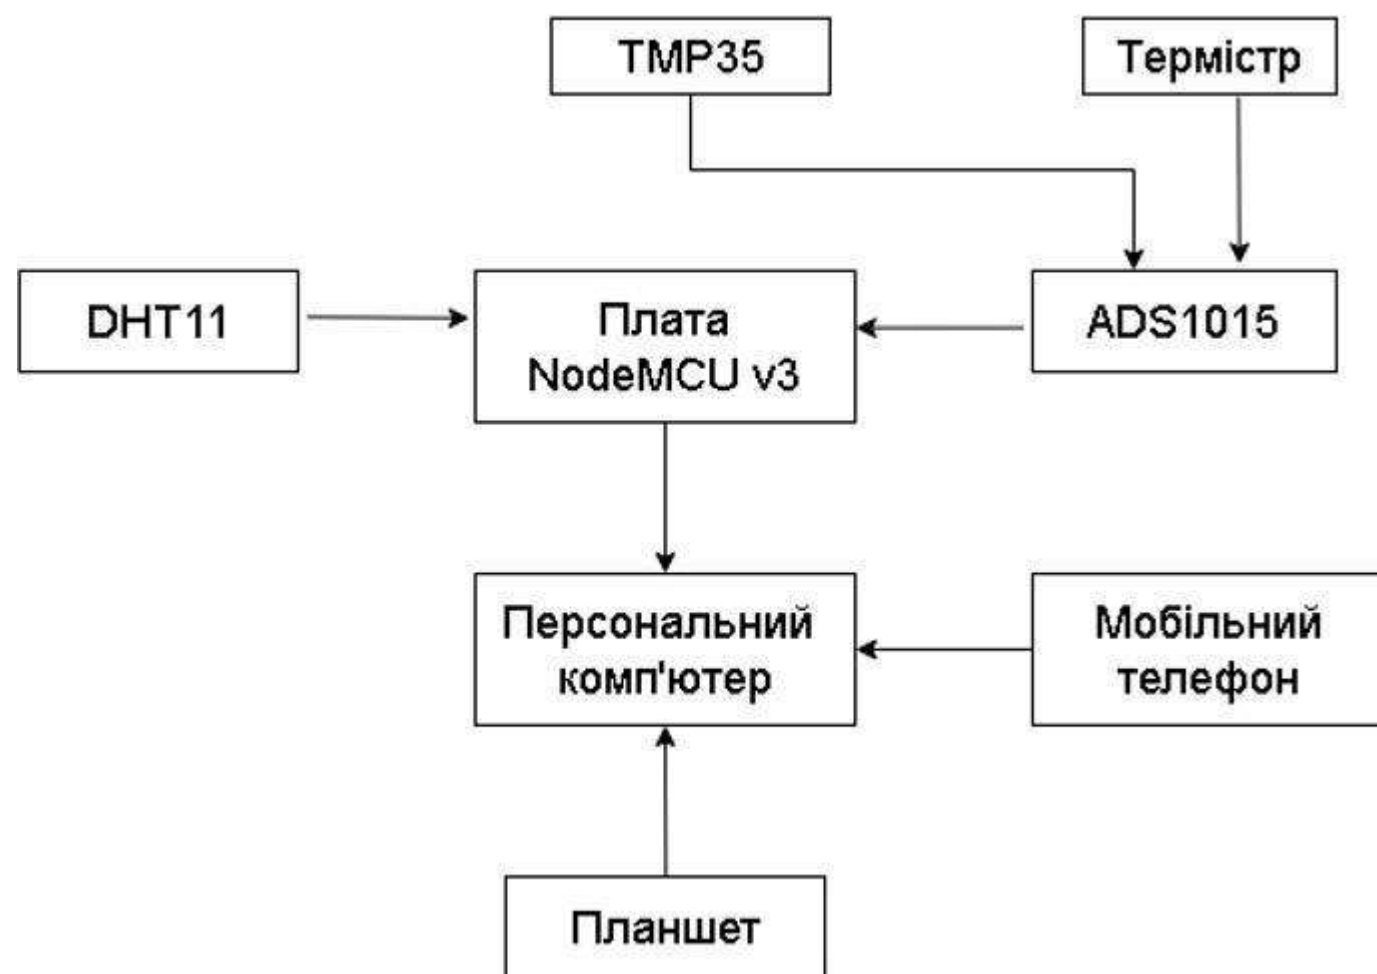 TMP35
Термістр
DHT11
Плата
NodeMCU v3
ADS1015
Персональний
комп'ютер
Мобільний
телефон
Планшет